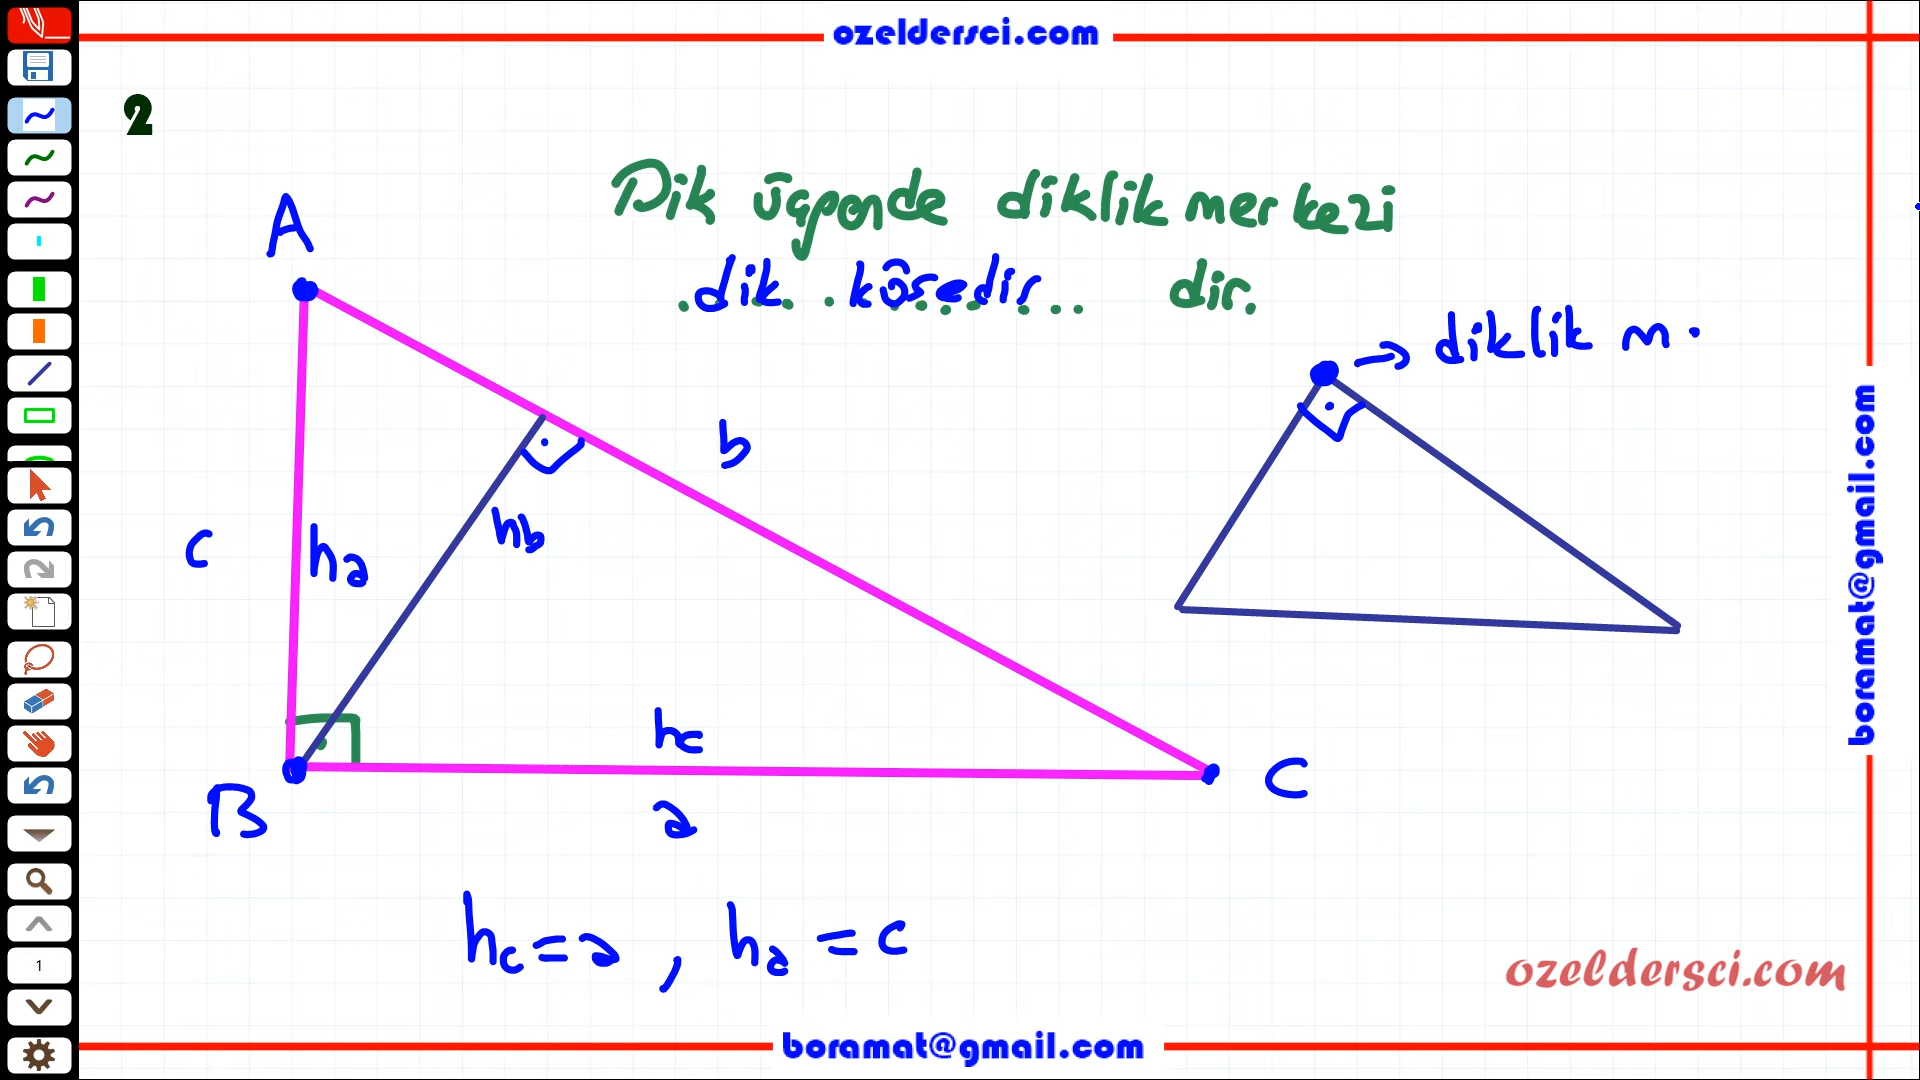 ozeldersci.com
2
Dik üçgende diklik merkezi
dik köşedir dir.
A
→ diklik m.
b
c
ha
hb
hc
B
a
C
hc = a , ha = c
boramat@gmail.com
ozeldersci.com
boramat@gmail.com
1